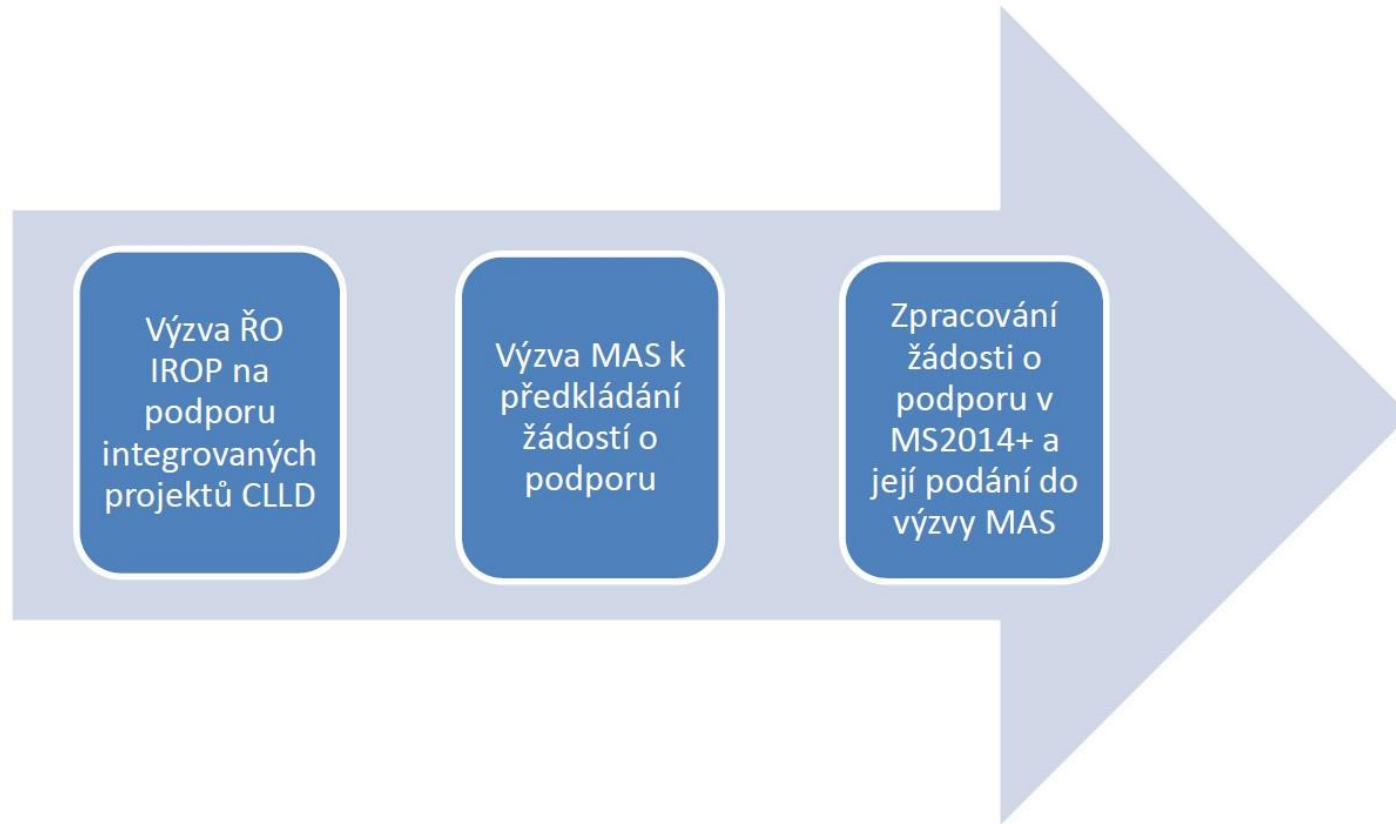 Výzva ŘO
IROP na
podporu
integrovaných
projektů CLLD
Výzva MAS k
předkládání
žádostí o
podporu
Zpracování
žádosti o
podporu v
MS2014+ a
její podání do
výzvy MAS